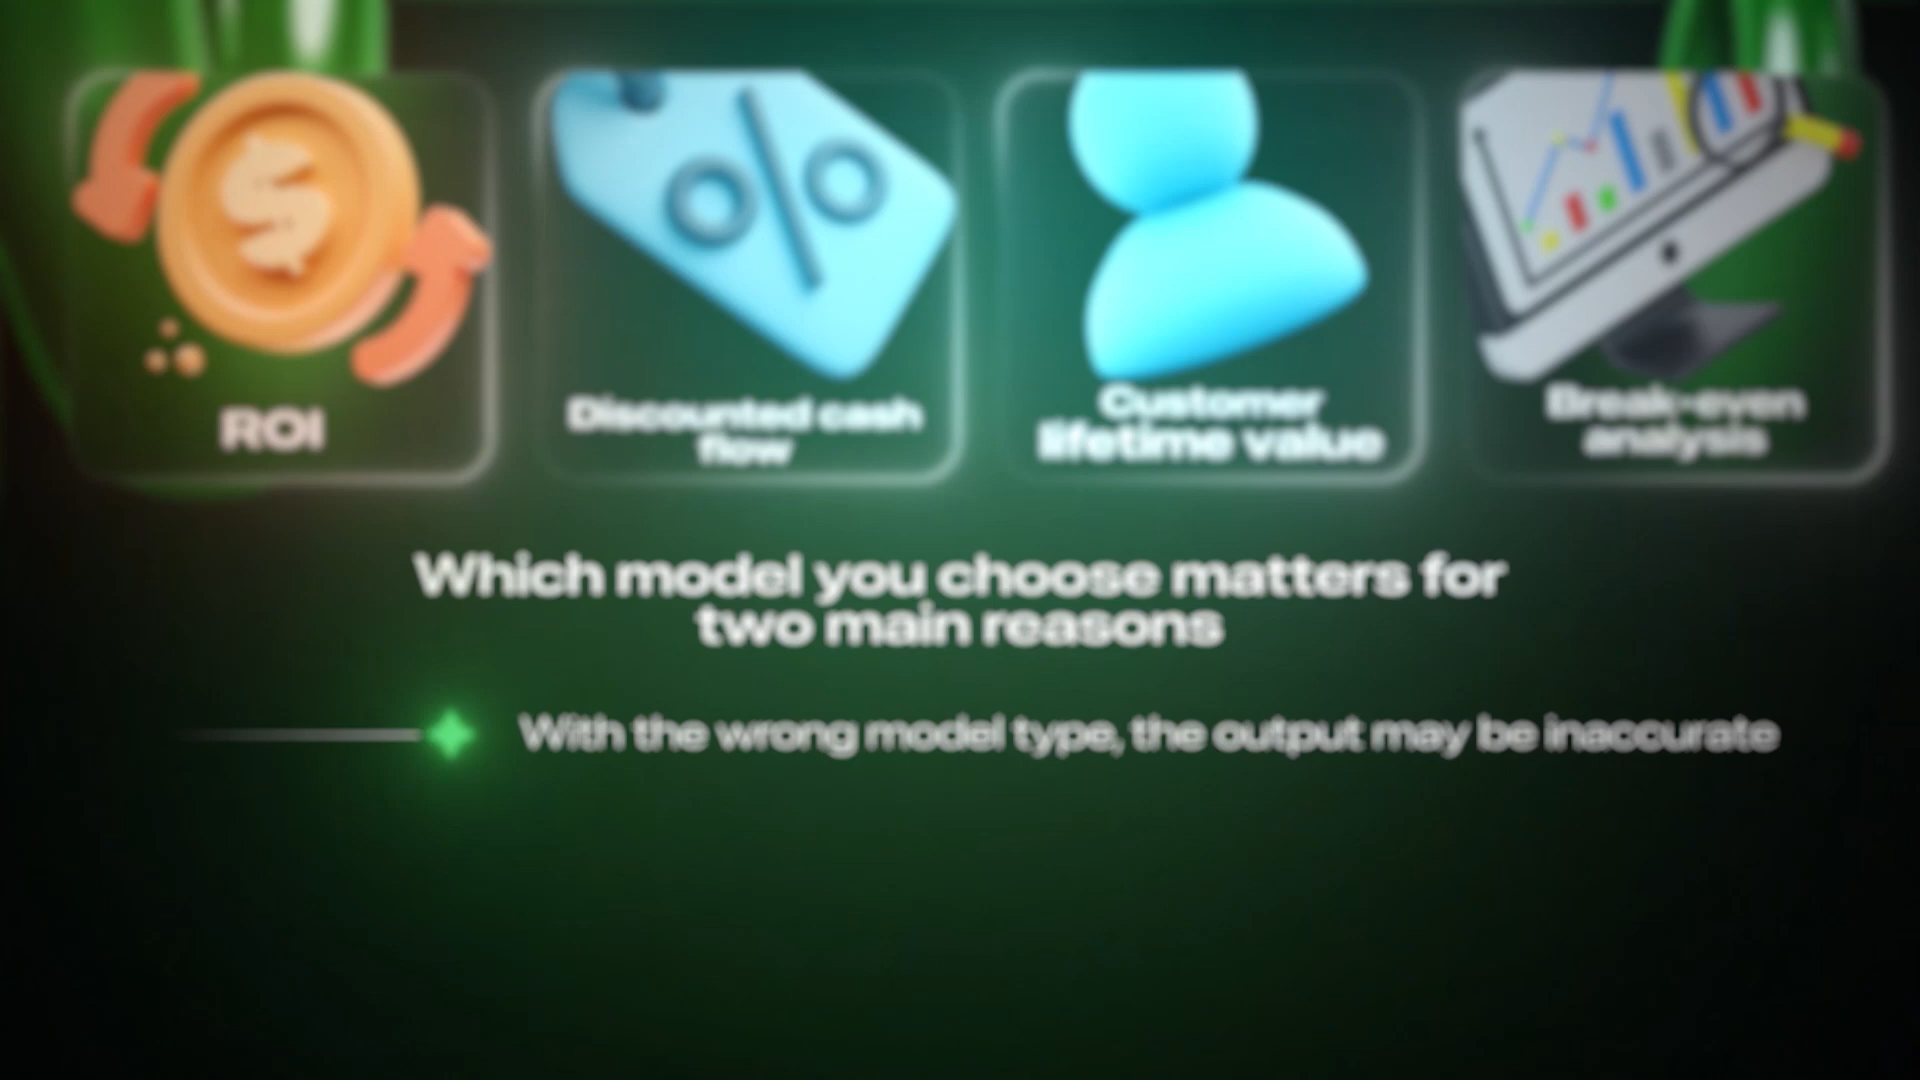 ROI
Discounted cash
flow
Customer
lifetime value
Break-even
analysis
Which model you choose matters for
two main reasons
With the wrong model type, the output may be inaccurate